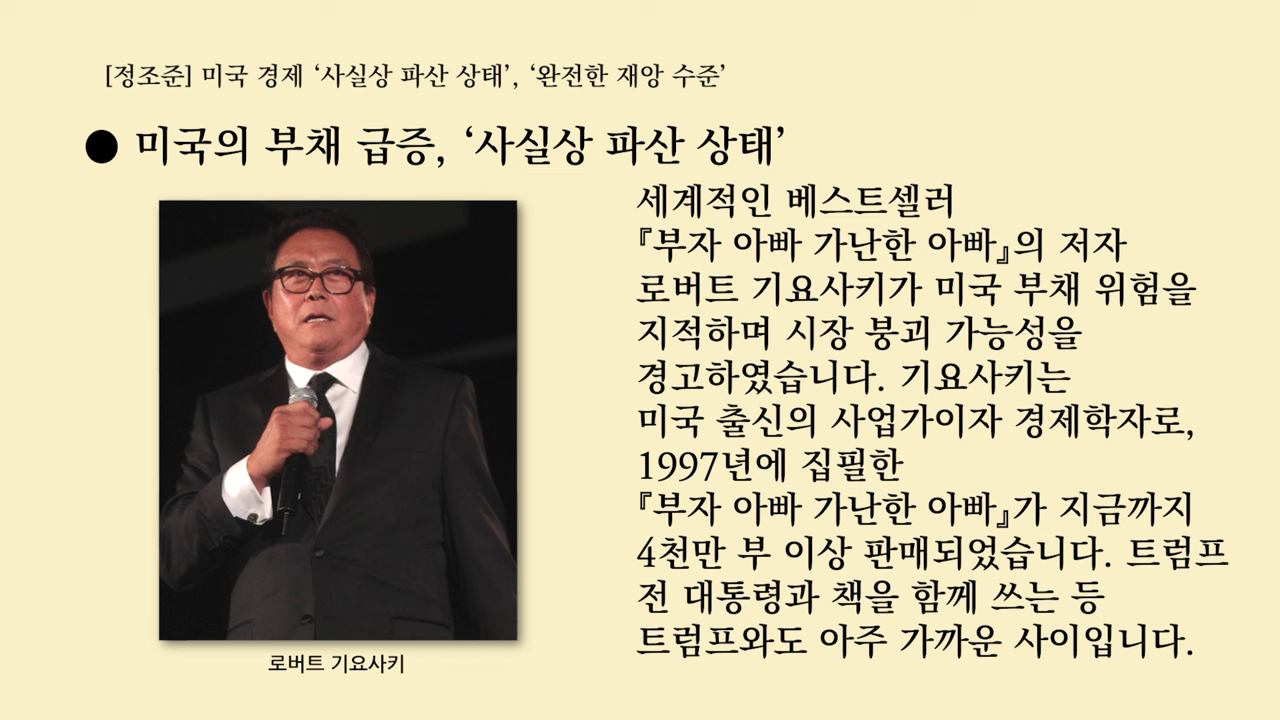 [정조준] 미국 경제 ‘사실상 파산 상태’, ‘완전한 재앙 수준’
● 미국의 부채 급증, ‘사실상 파산 상태’
세계적인 베스트셀러
『부자 아빠 가난한 아빠』의 저자
로버트 기요사키가 미국 부채 위험을
지적하며 시장 붕괴 가능성을
경고하였습니다. 기요사키는
미국 출신의 사업가이자 경제학자로,
1997년에 집필한
『부자 아빠 가난한 아빠』가 지금까지
4천만 부 이상 판매되었습니다. 트럼프
전 대통령과 책을 함께 쓰는 등
트럼프와도 아주 가까운 사이입니다.
로버트 기요사키